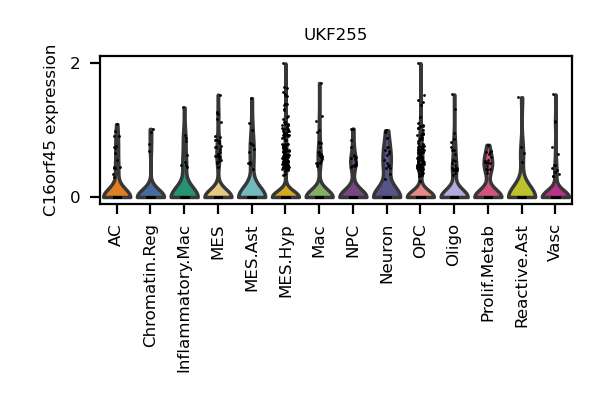 UKF255
C16orf45 expression
2
0
AC
Chromatin.Reg
Inflammatory.Mac
MES
MES.Ast
MES.Hyp
Mac
NPC
Neuron
OPC
Oligo
Prolif.Metab
Reactive.Ast
Vasc